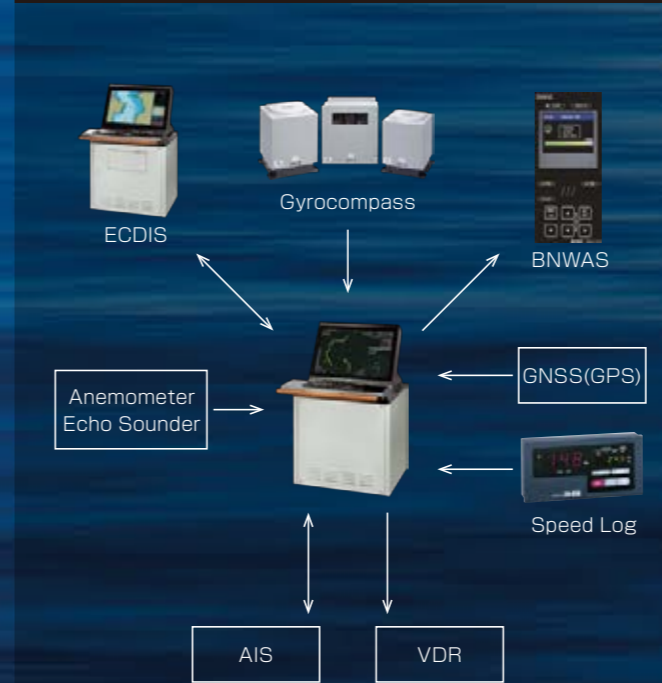 ECDIS
Gyrocompass
BNWAS
Anemometer
Echo Sounder
GNSS(GPS)
Speed Log
AIS
VDR